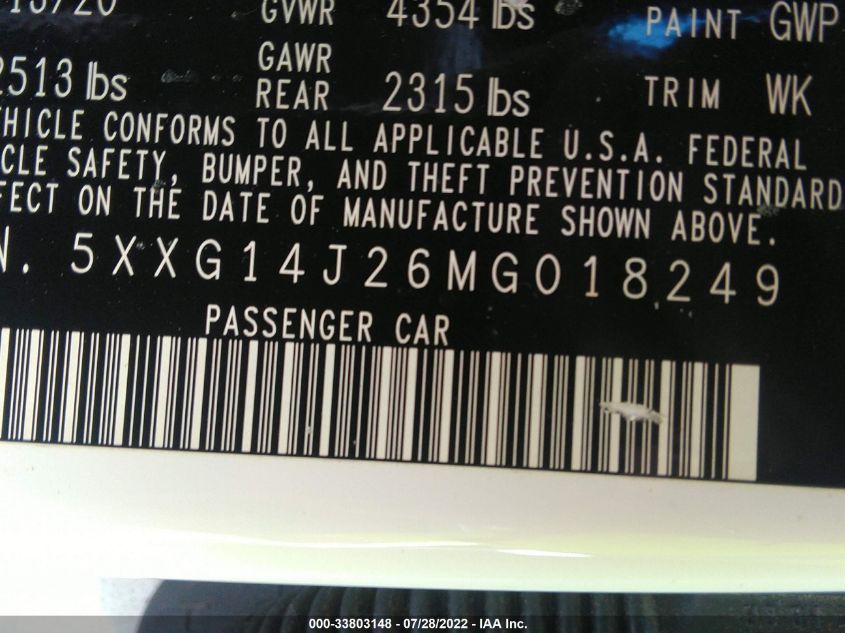 GVWR 4354 lbs PAINT GWP
GAWR
2513 lbs REAR 2315 lbs TRIM WK
HICLE CONFORMS TO ALL APPLICABLE U.S.A. FEDERAL
CLE SAFETY, BUMPER, AND THEFT PREVENTION STANDARD
FECT ON THE DATE OF MANUFACTURE SHOWN ABOVE.
N. 5XXG14J26MG018249
PASSENGER CAR
000-33803148 - 07/28/2022 - IAA Inc.